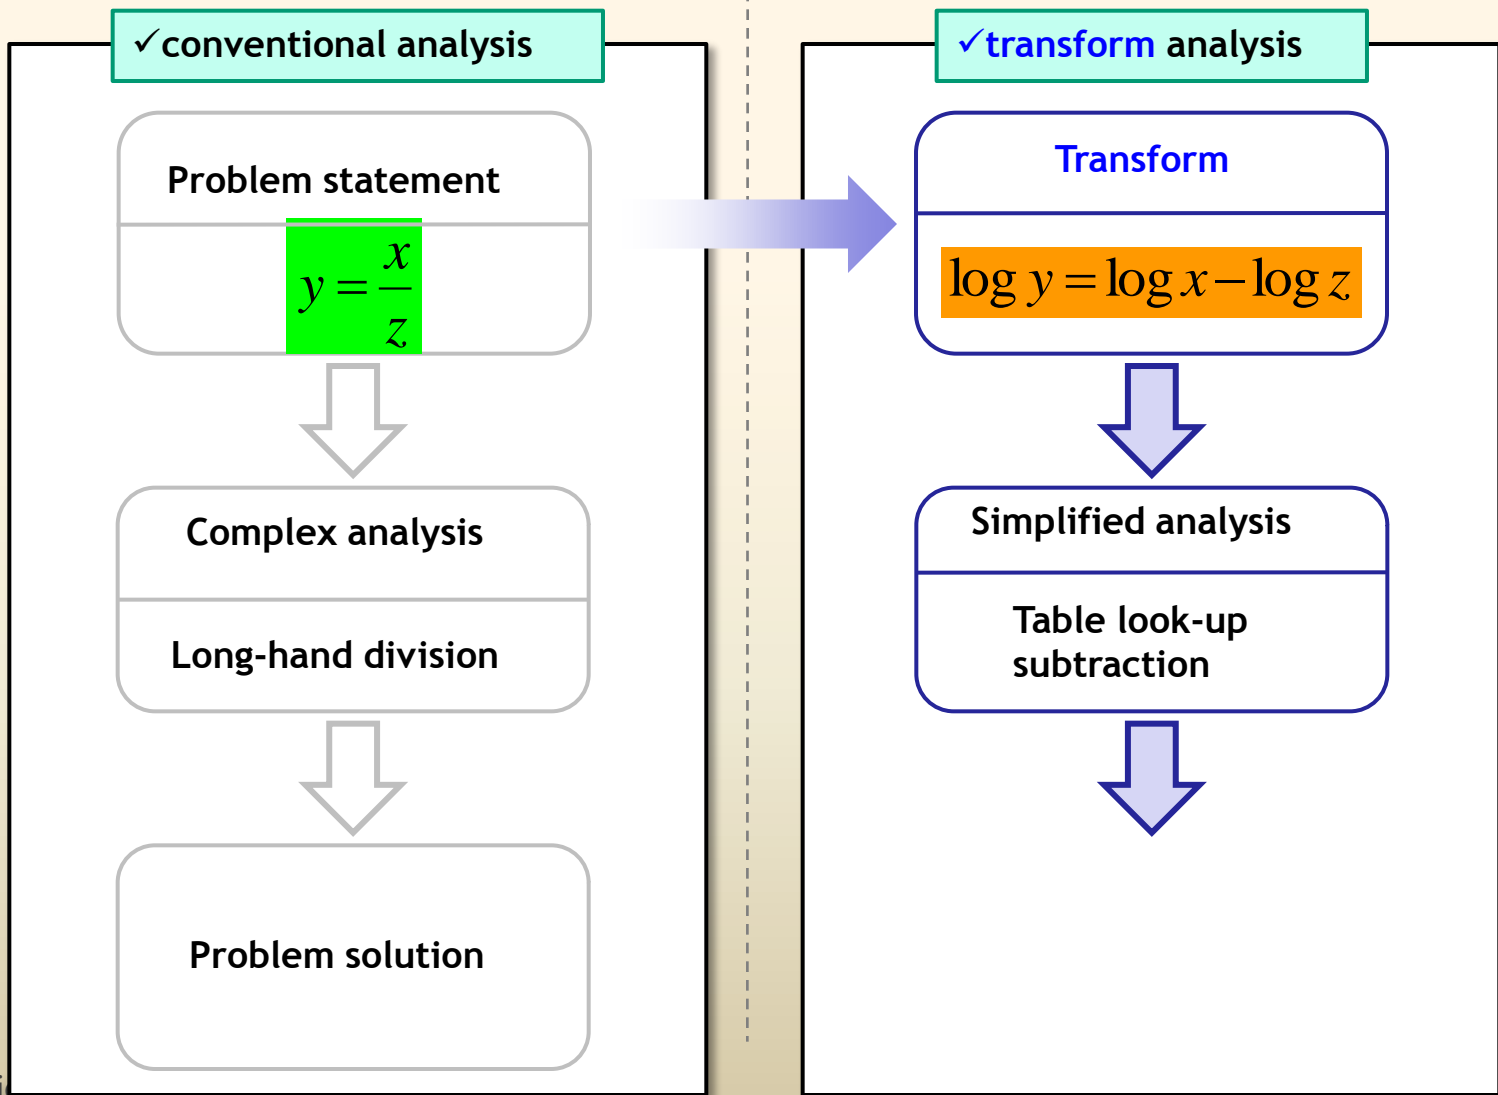 ✓conventional analysis
Problem statement
y = x/z
Complex analysis
Long-hand division
Problem solution
✓transform analysis
Transform
log y = log x − log z
Simplified analysis
Table look-up
subtraction